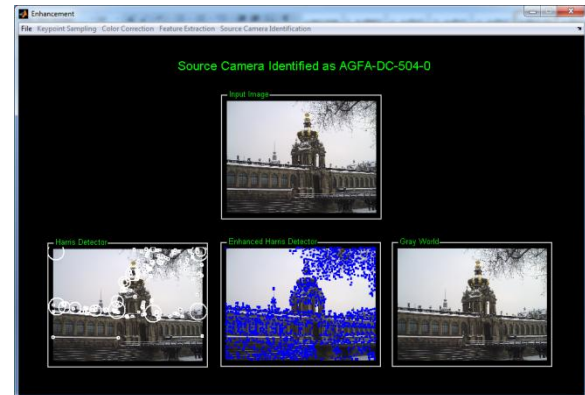 Enhancement
File Keypoint Sampling Color Correction Feature Extraction Source Camera Identification
Source Camera Identified as AGFA-DC-504-0
Input Image
Harris Detector
Enhanced Harris Detector
Gray World